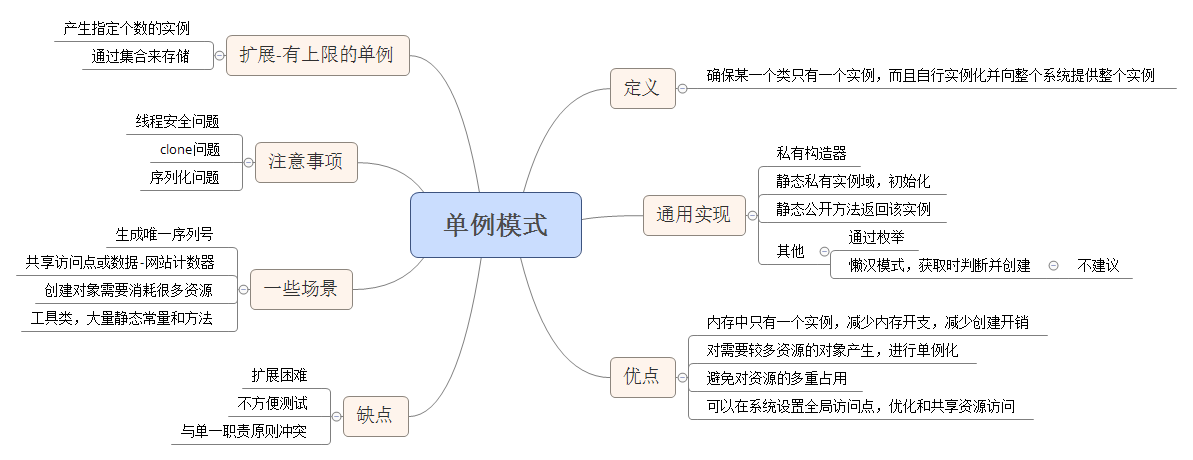 单例模式
定义
确保某一个类只有一个实例，而且自行实例化并向整个系统提供整个实例
通用实现
私有构造器
静态私有实例域，初始化
静态公开方法返回该实例
其他
通过枚举
懒汉模式，获取时判断并创建
不建议
优点
内存中只有一个实例，减少内存开支，减少创建开销
对需要较多资源的对象产生，进行单例化
避免对资源的多重占用
可以在系统设置全局访问点，优化和共享资源访问
扩展-有上限的单例
产生指定个数的实例
通过集合来存储
注意事项
线程安全问题
clone问题
序列化问题
一些场景
生成唯一序列号
共享访问点或数据-网站计数器
创建对象需要消耗很多资源
工具类，大量静态常量和方法
缺点
扩展困难
不方便测试
与单一职责原则冲突